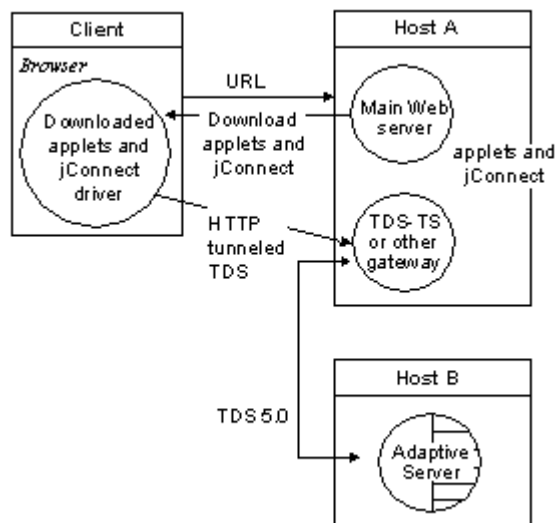 Client
Browser
Downloaded
applets and
jConnect
driver
URL
Download
applets and
jConnect
HTTP
tunneled
TDS
Host A
Main Web
server
applets and
jConnect
TDS-TS
or other
gateway
TDS 5.0
Host B
Adaptive
Server